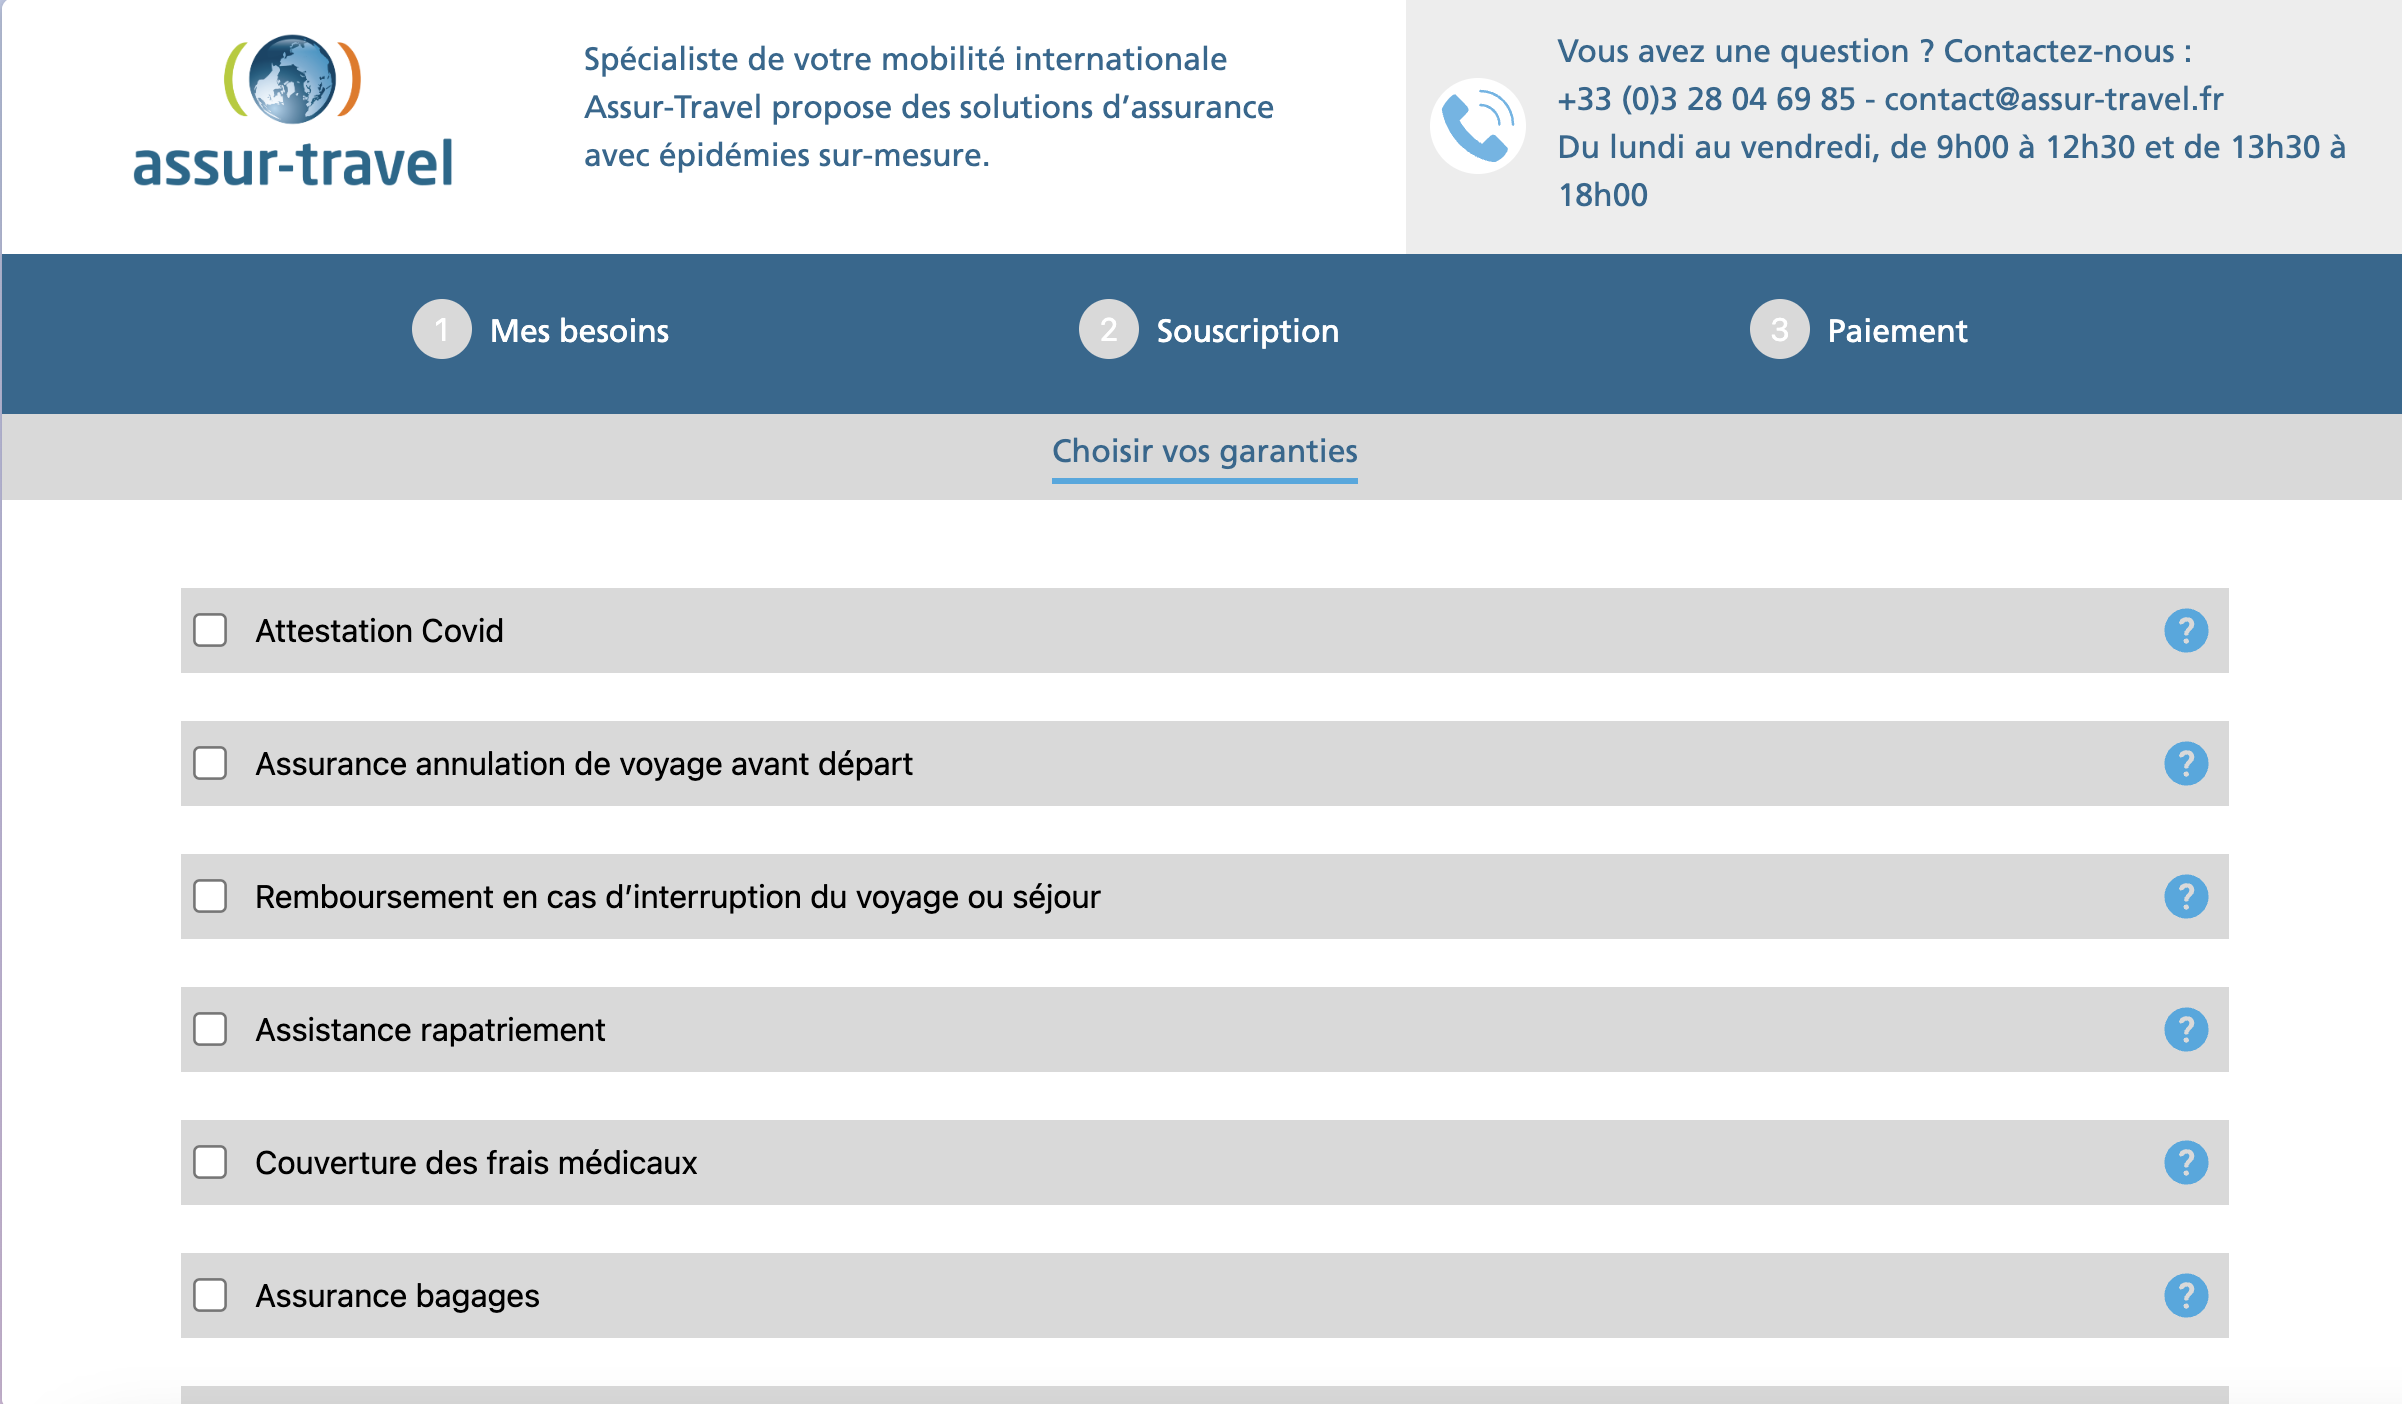 assur-travel
Spécialiste de votre mobilité internationale
Assur-Travel propose des solutions d’assurance
avec épidémies sur-mesure.
Vous avez une question ? Contactez-nous :
+33 (0)3 28 04 69 85 - contact@assur-travel.fr
Du lundi au vendredi, de 9h00 à 12h30 et de 13h30 à
18h00
1 Mes besoins
2 Souscription
3 Paiement
Choisir vos garanties
Attestation Covid ?
Assurance annulation de voyage avant départ ?
Remboursement en cas d’interruption du voyage ou séjour ?
Assistance rapatriement ?
Couverture des frais médicaux ?
Assurance bagages ?